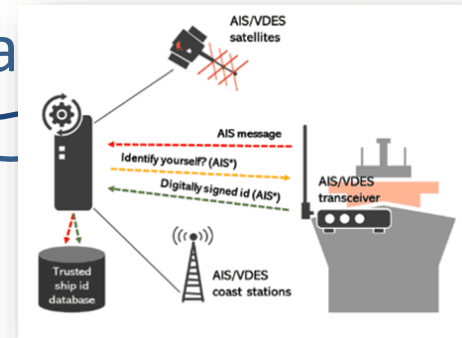 a
AIS/VDES
satellites
AIS message
Identify yourself? (AIS*)
Digitally signed id (AIS*)
AIS/VDES
transceiver
Trusted
ship id
database
AIS/VDES
coast stations